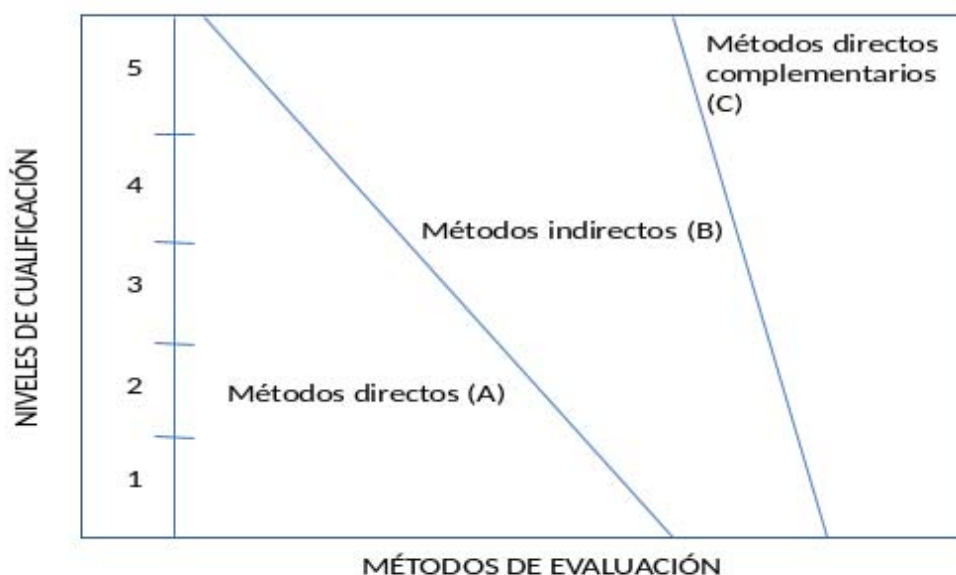 NIVELES DE CUALIFICACIÓN
5
4
3
2
1
Métodos directos
complementarios
(C)
Métodos indirectos (B)
Métodos directos (A)
MÉTODOS DE EVALUACIÓN